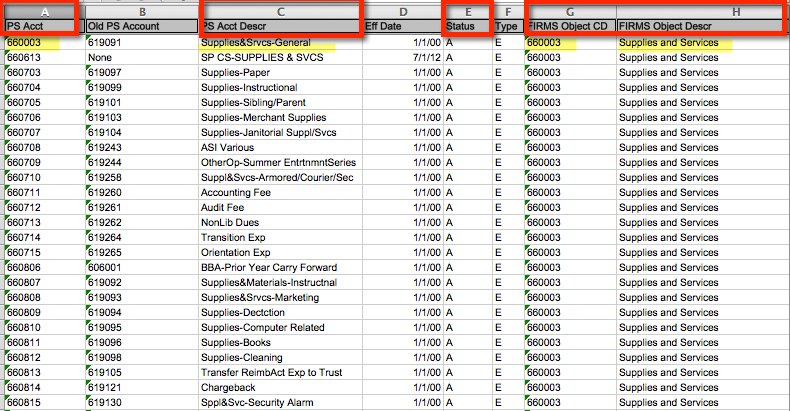 A B C D E F G H
PS Acct Old PS Account PS Acct Descr Eff Date Status Type FIRMS Object CD FIRMS Object Descr
660003 619091 Supplies&Srvcs-General 1/1/00 A E 660003 Supplies and Services
660613 None SP CS-SUPPLIES & SVCS 7/1/12 A E 660003 Supplies and Services
660703 619097 Supplies-Paper 1/1/00 A E 660003 Supplies and Services
660704 619099 Supplies-Instructional 1/1/00 A E 660003 Supplies and Services
660705 619101 Supplies-Sibling/Parent 1/1/00 A E 660003 Supplies and Services
660706 619103 Supplies-Merchant Supplies 1/1/00 A E 660003 Supplies and Services
660707 619104 Supplies-Janitorial Suppl/Svcs 1/1/00 A E 660003 Supplies and Services
660708 619243 ASI Various 1/1/00 A E 660003 Supplies and Services
660709 619244 OtherOp-Summer EntrtnmntSeries 1/1/00 A E 660003 Supplies and Services
660710 619258 Suppl&Svcs-Armored/Courier/Sec 1/1/00 A E 660003 Supplies and Services
660711 619260 Accounting Fee 1/1/00 A E 660003 Supplies and Services
660712 619261 Audit Fee 1/1/00 A E 660003 Supplies and Services
660713 619262 NonLib Dues 1/1/00 A E 660003 Supplies and Services
660714 619264 Transition Exp 1/1/00 A E 660003 Supplies and Services
660715 619265 Orientation Exp 1/1/00 A E 660003 Supplies and Services
660806 606001 BBA-Prior Year Carry Forward 1/1/00 A E 660003 Supplies and Services
660807 619092 Supplies&Materials-Instructnal 1/1/00 A E 660003 Supplies and Services
660808 619093 Supplies&Srvcs-Marketing 1/1/00 A E 660003 Supplies and Services
660809 619094 Supplies-Dectction 1/1/00 A E 660003 Supplies and Services
660810 619095 Supplies-Computer Related 1/1/00 A E 660003 Supplies and Services
660811 619096 Supplies-Books 1/1/00 A E 660003 Supplies and Services
660812 619098 Supplies-Cleaning 1/1/00 A E 660003 Supplies and Services
660813 619105 Transfer ReimbAct Exp to Trust 1/1/00 A E 660003 Supplies and Services
660814 619121 Chargeback 1/1/00 A E 660003 Supplies and Services
660815 619130 Sppl&Svc-Security Alarm 1/1/00 A E 660003 Supplies and Services